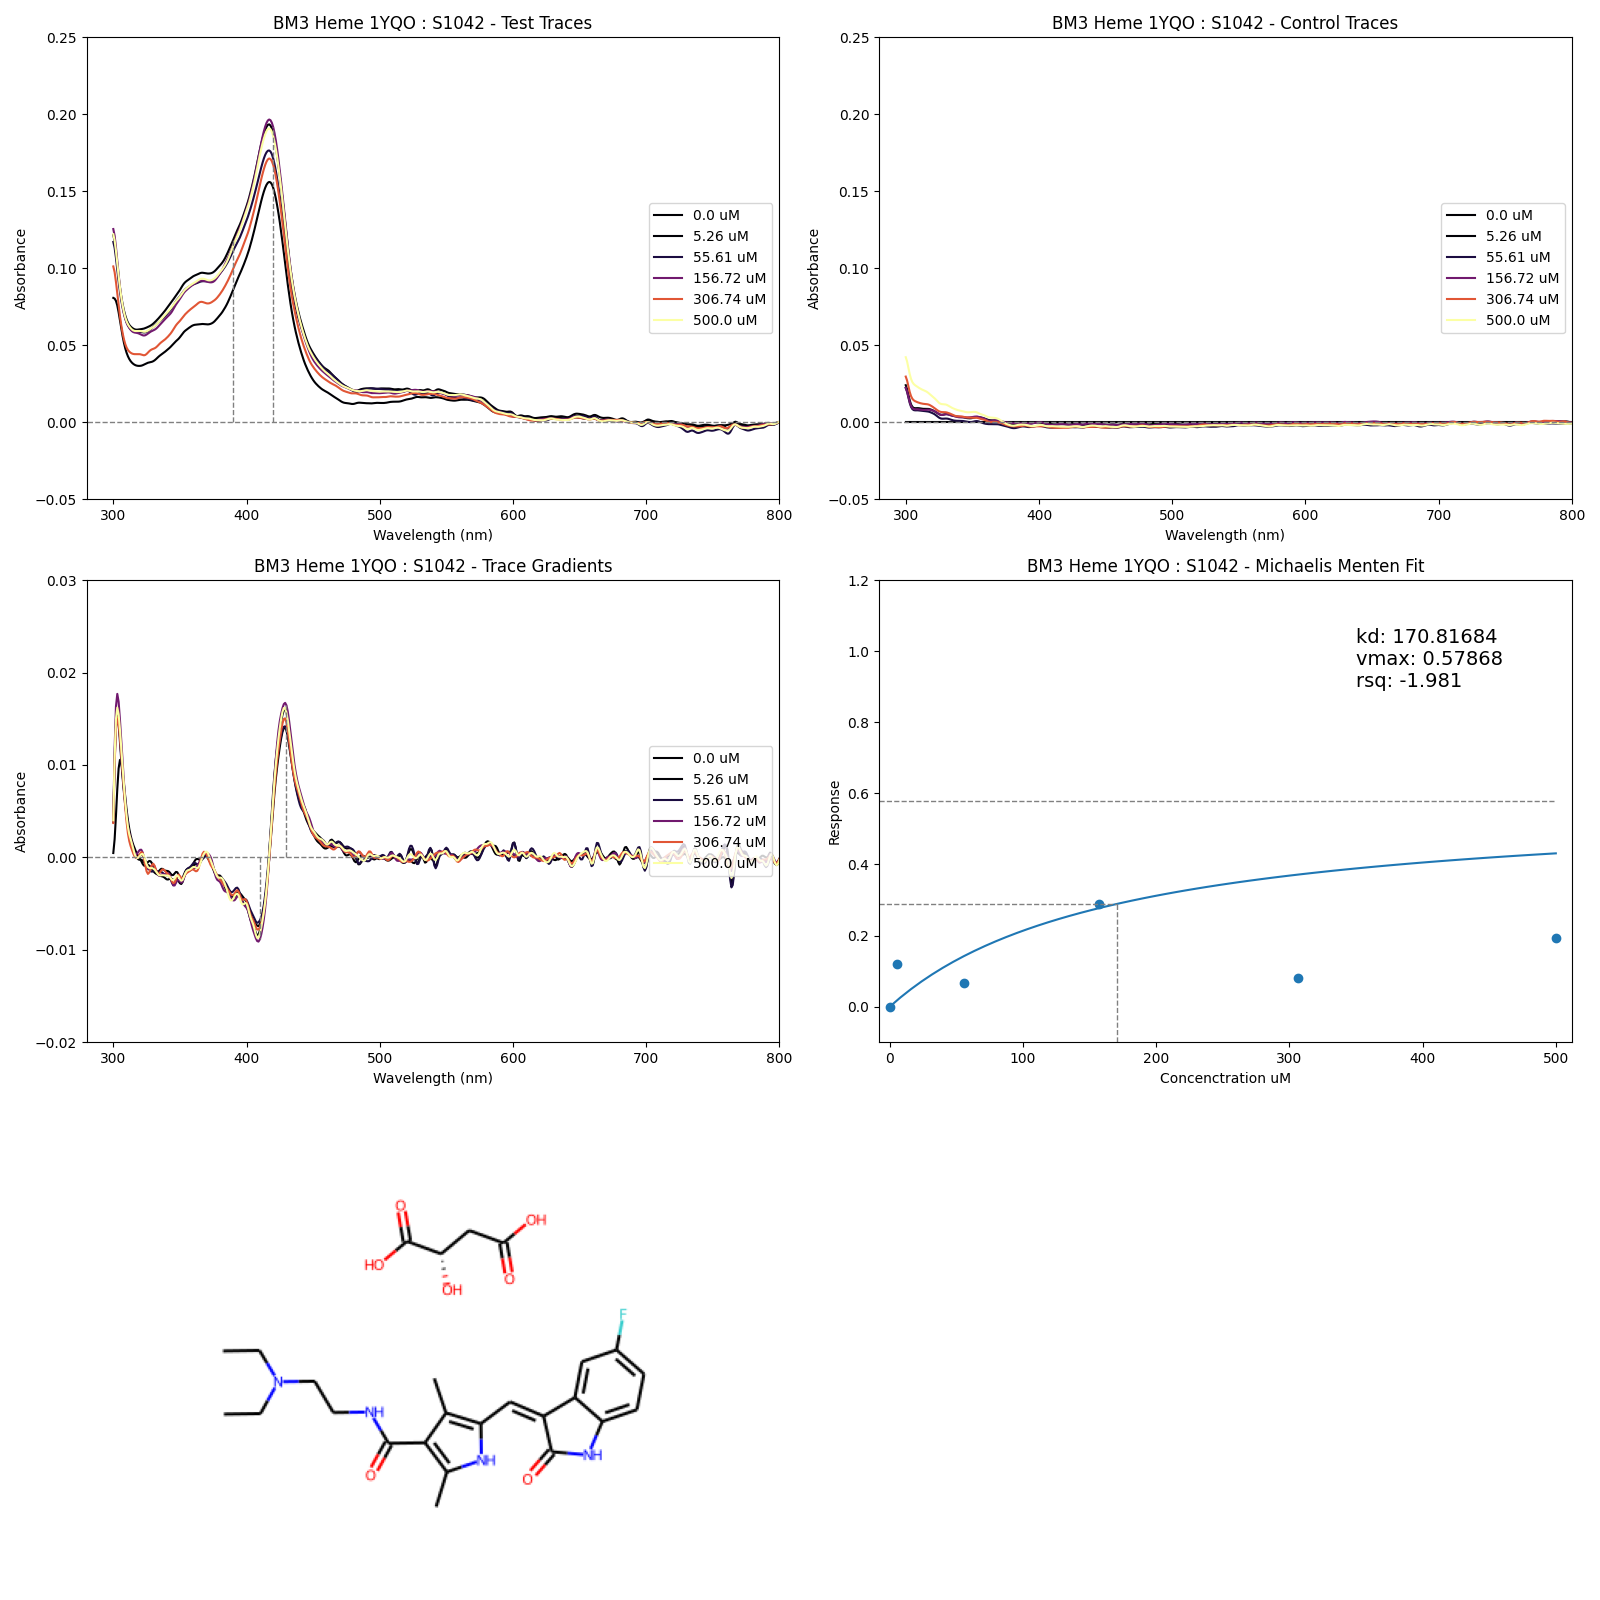 BM3 Heme 1YQO : S1042 - Test Traces
0.25
0.20
0.15
0.10
0.05
0.00
−0.05
Absorbance
300 400 500 600 700 800
Wavelength (nm)
0.0 uM
5.26 uM
55.61 uM
156.72 uM
306.74 uM
500.0 uM
BM3 Heme 1YQO : S1042 - Control Traces
0.25
0.20
0.15
0.10
0.05
0.00
−0.05
Absorbance
300 400 500 600 700 800
Wavelength (nm)
0.0 uM
5.26 uM
55.61 uM
156.72 uM
306.74 uM
500.0 uM
BM3 Heme 1YQO : S1042 - Trace Gradients
0.03
0.02
0.01
0.00
−0.01
−0.02
Absorbance
300 400 500 600 700 800
Wavelength (nm)
0.0 uM
5.26 uM
55.61 uM
156.72 uM
306.74 uM
500.0 uM
BM3 Heme 1YQO : S1042 - Michaelis Menten Fit
1.2
1.0
0.8
0.6
0.4
0.2
0.0
Response
kd: 170.81684
vmax: 0.57868
rsq: -1.981
0 100 200 300 400 500
Concenctration uM
O
OH
HO
O
OH
F
N
NH
O
NH
O
NH